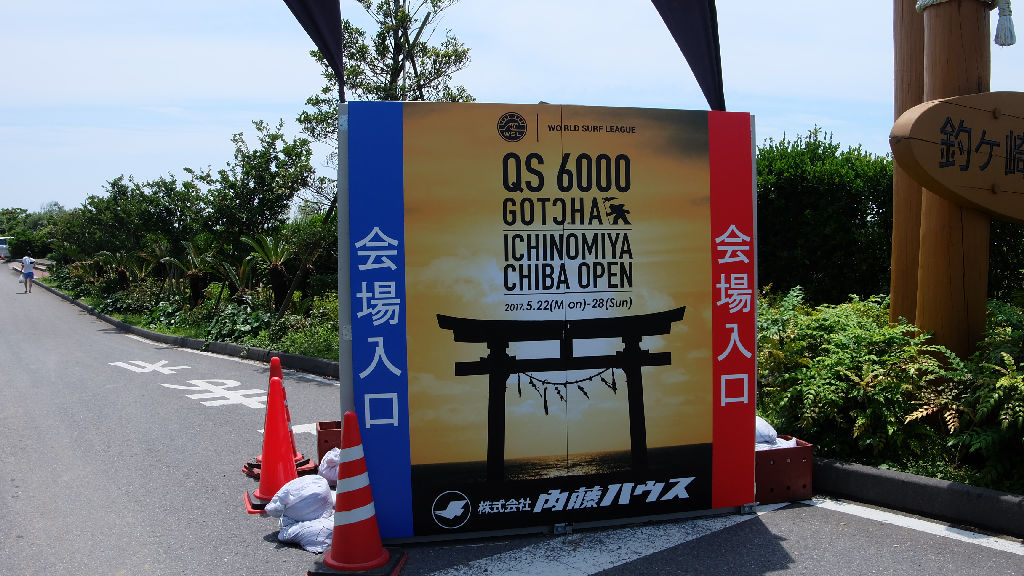 WSL
WORLD SURF LEAGUE
QS 6000
GOTCHA
ICHINOMIYA
CHIBA OPEN
2017. 5.22(Mon)-28(Sun)
会場入口
会場入口
株式会社 内藤ハウス
釣ヶ崎